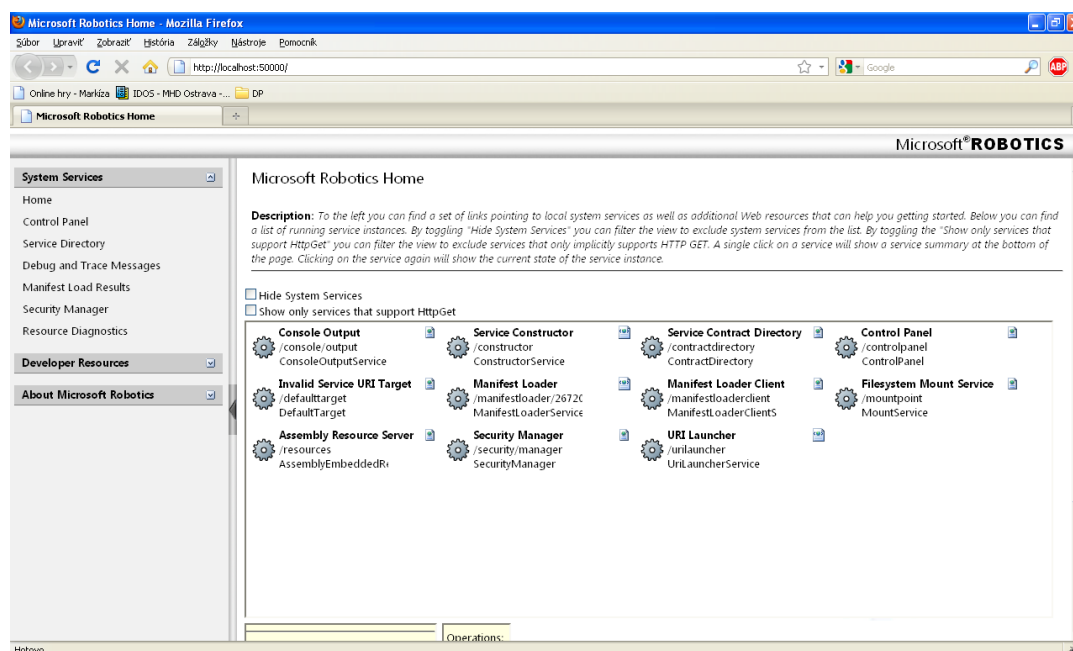 Microsoft Robotics Home - Mozilla Firefox
Súbor Upraviť Zobraziť História Záložky Nástroje Pomocník
http://localhost:50000/
Google
ABP
Online hry - Markíza IDOS - MHD Ostrava -... DP
Microsoft Robotics Home
Microsoft®ROBOTICS
System Services
Home
Control Panel
Service Directory
Debug and Trace Messages
Manifest Load Results
Security Manager
Resource Diagnostics
Developer Resources
About Microsoft Robotics
Microsoft Robotics Home
Description: To the left you can find a set of links pointing to local system services as well as additional Web resources that can help you getting started. Below you can find
a list of running service instances. By toggling "Hide System Services" you can filter the view to exclude system services from the list. By toggling the "Show only services that
support HttpGet" you can filter the view to exclude services that only implicitly supports HTTP GET. A single click on a service will show a service summary at the bottom of
the page. Clicking on the service again will show the current state of the service instance.
Hide System Services
Show only services that support HttpGet
Console Output
/console/output
ConsoleOutputService
Service Constructor
/constructor
ConstructorService
Service Contract Directory
/contractdirectory
ContractDirectory
Control Panel
/controlpanel
ControlPanel
Invalid Service URI Target
/defaulttarget
DefaultTarget
Manifest Loader
/manifestloader/2672(
ManifestLoaderService
Manifest Loader Client
/manifestloaderclient
ManifestLoaderClientS
Filesystem Mount Service
/mountpoint
MountService
Assembly Resource Server
/resources
AssemblyEmbeddedRe
Security Manager
/security/manager
SecurityManager
URI Launcher
/urilauncher
UriLauncherService
Operations:
Hotovo